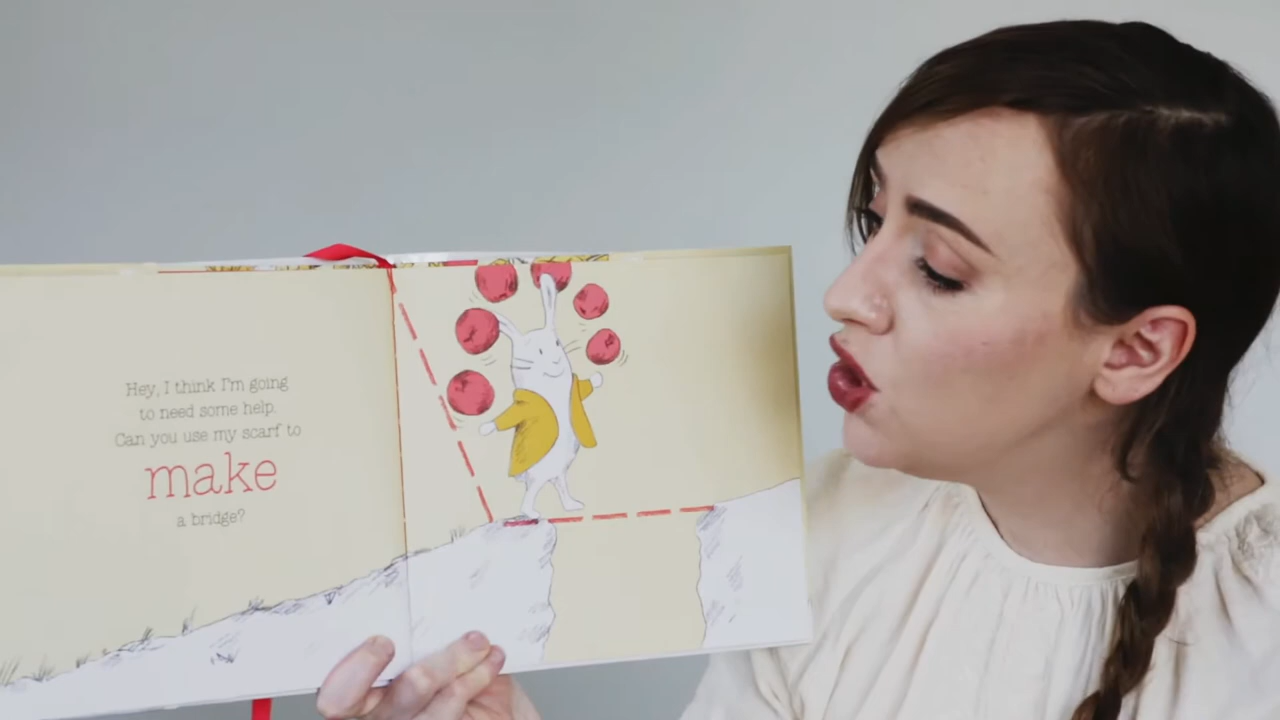 Hey, I think I'm going
to need some help.
Can you use my scarf to
make
a bridge?